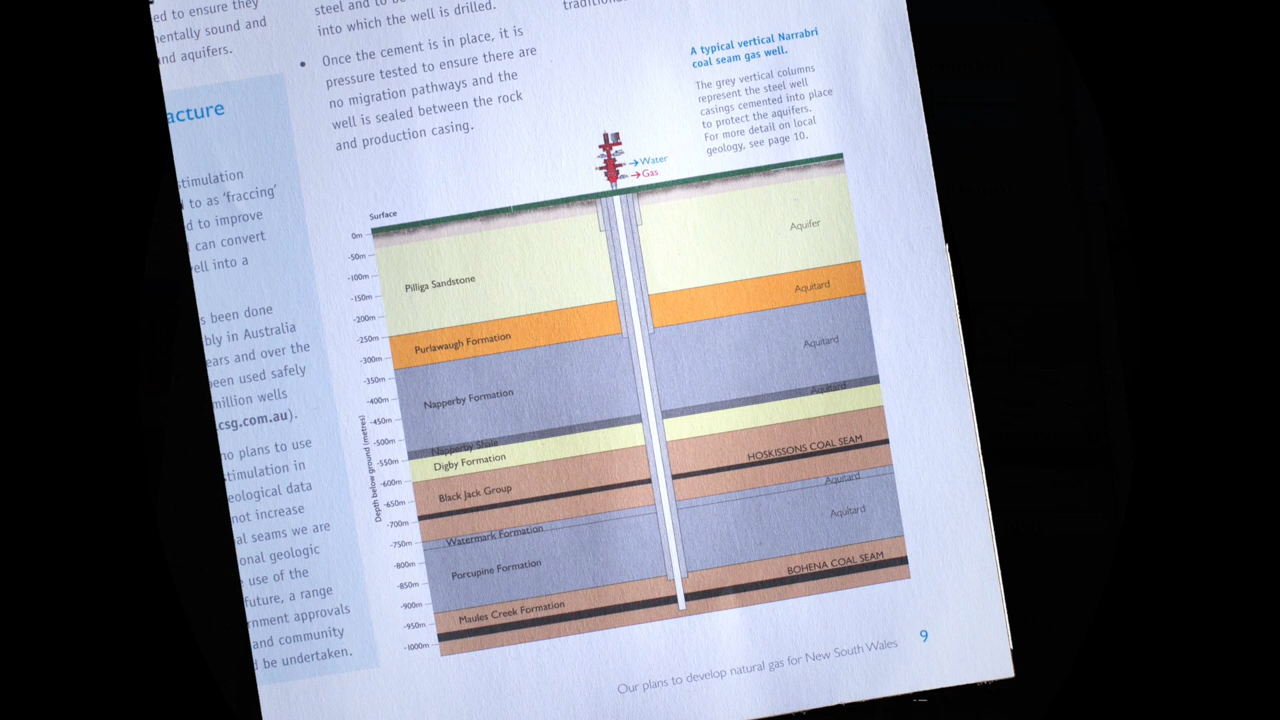 ed to ensure they
mentally sound and
nd aquifers.
acture
stimulation
to as ‘fraccing’
d to improve
can convert
ell into a
s been done
bly in Australia
ears and over the
been used safely
million wells
csg.com.au).
no plans to use
timulation in
eological data
not increase
al seams we are
onal geologic
use of the
future, a range
rnment approvals
and community
be undertaken.
steel and to be
into which the well is drilled.
• Once the cement is in place, it is
pressure tested to ensure there are
no migration pathways and the
well is sealed between the rock
and production casing.
traditional
A typical vertical Narrabri
coal seam gas well.
The grey vertical columns
represent the steel well
casings cemented into place
to protect the aquifers.
For more detail on local
geology, see page 10.
Water
Gas
Surface
0m
-50m
-100m
-150m
-200m
-250m
-300m
-350m
-400m
-450m
-500m
-550m
-600m
-650m
-700m
-750m
-800m
-850m
-900m
-950m
-1000m
Depth below ground (metres)
Pilliga Sandstone
Aquifer
Purlawaugh Formation
Aquitard
Napperby Formation
Aquitard
Napperby Shale
Aquitard
Digby Formation
Black Jack Group
HOSKISSONS COAL SEAM
Watermark Formation
Aquitard
Porcupine Formation
Aquitard
Maules Creek Formation
BOHENA COAL SEAM
Our plans to develop natural gas for New South Wales 9